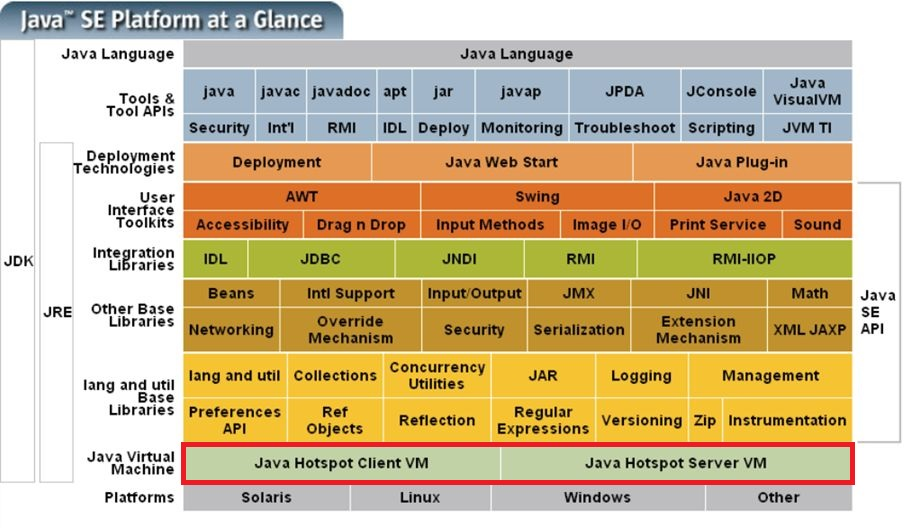 Java™ SE Platform at a Glance
Java Language
Java Language
Tools &
Tool APIs
java javac javadoc apt jar javap JPDA JConsole Java
VisualVM
Security Int'l RMI IDL Deploy Monitoring Troubleshoot Scripting JVM TI
Deployment
Technologies
Deployment Java Web Start Java Plug-in
User
Interface
Toolkits
AWT Swing Java 2D
Accessibility Drag n Drop Input Methods Image I/O Print Service Sound
Integration
Libraries
IDL JDBC JNDI RMI RMI-IIOP
Other Base
Libraries
Beans Intl Support Input/Output JMX JNI Math
Networking Override
Mechanism Security Serialization Extension
Mechanism XML JAXP
lang and util
Base
Libraries
lang and util Collections Concurrency
Utilities JAR Logging Management
Preferences
API Ref
Objects Reflection Regular
Expressions Versioning Zip Instrumentation
Java Virtual
Machine
Java Hotspot Client VM Java Hotspot Server VM
Platforms
Solaris Linux Windows Other
JDK
JRE
Java
SE
API